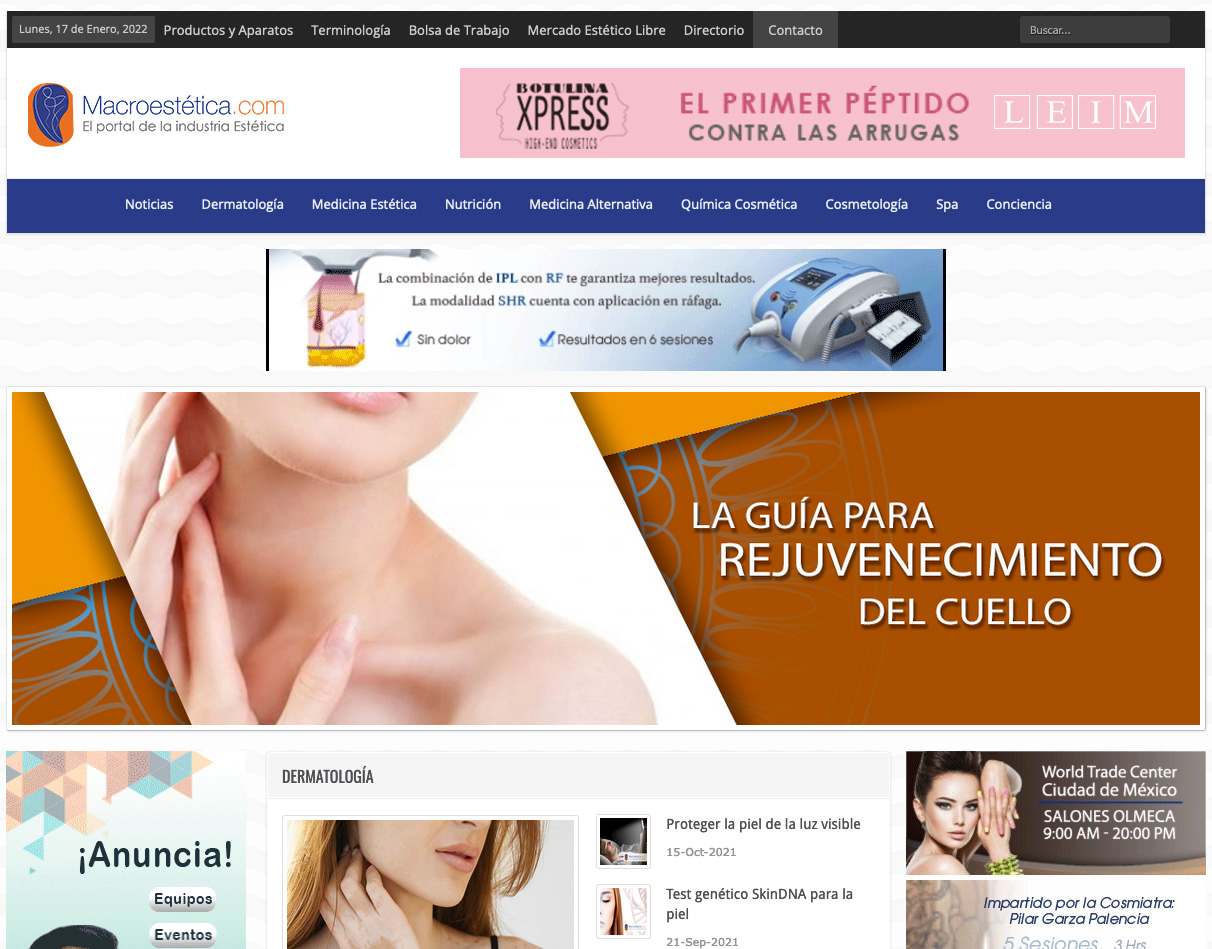 Lunes, 17 de Enero, 2022
Productos y Aparatos
Terminología
Bolsa de Trabajo
Mercado Estético Libre
Directorio
Contacto
Buscar...
Macroestética.com
El portal de la industria Estética
BOTULINA
XPRESS
HIGH-END COSMETICS
EL PRIMER PÉPTIDO
CONTRA LAS ARRUGAS
LEIM
Noticias
Dermatología
Medicina Estética
Nutrición
Medicina Alternativa
Química Cosmética
Cosmetología
Spa
Conciencia
La combinación de IPL con RF te garantiza mejores resultados.
La modalidad SHR cuenta con aplicación en ráfaga.
Sin dolor
Resultados en 6 sesiones
LA GUÍA PARA
REJUVENECIMIENTO
DEL CUELLO
¡Anuncia!
Equipos
Eventos
DERMATOLOGÍA
Proteger la piel de la luz visible
15-Oct-2021
Test genético SkinDNA para la
piel
21-Sep-2021
World Trade Center
Ciudad de México
SALONES OLMECA
9:00 AM - 20:00 PM
Impartido por la Cosmiatra:
Pilar Garza Palencia
5 Sesiones 3 Hrs